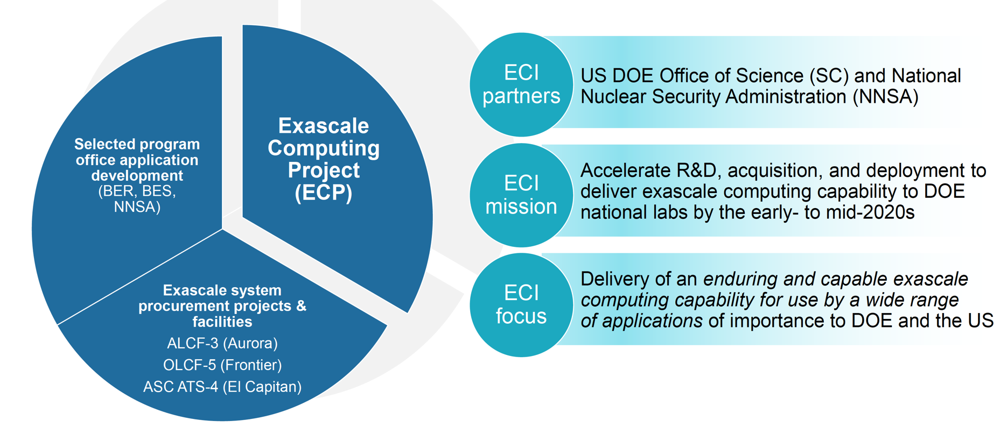 Selected program
office application
development
(BER, BES,
NNSA)
Exascale
Computing
Project
(ECP)
Exascale system
procurement projects &
facilities
ALCF-3 (Aurora)
OLCF-5 (Frontier)
ASC ATS-4 (El Capitan)
ECI
partners
US DOE Office of Science (SC) and National
Nuclear Security Administration (NNSA)
ECI
mission
Accelerate R&D, acquisition, and deployment to
deliver exascale computing capability to DOE
national labs by the early- to mid-2020s
ECI
focus
Delivery of an enduring and capable exascale
computing capability for use by a wide range
of applications of importance to DOE and the US